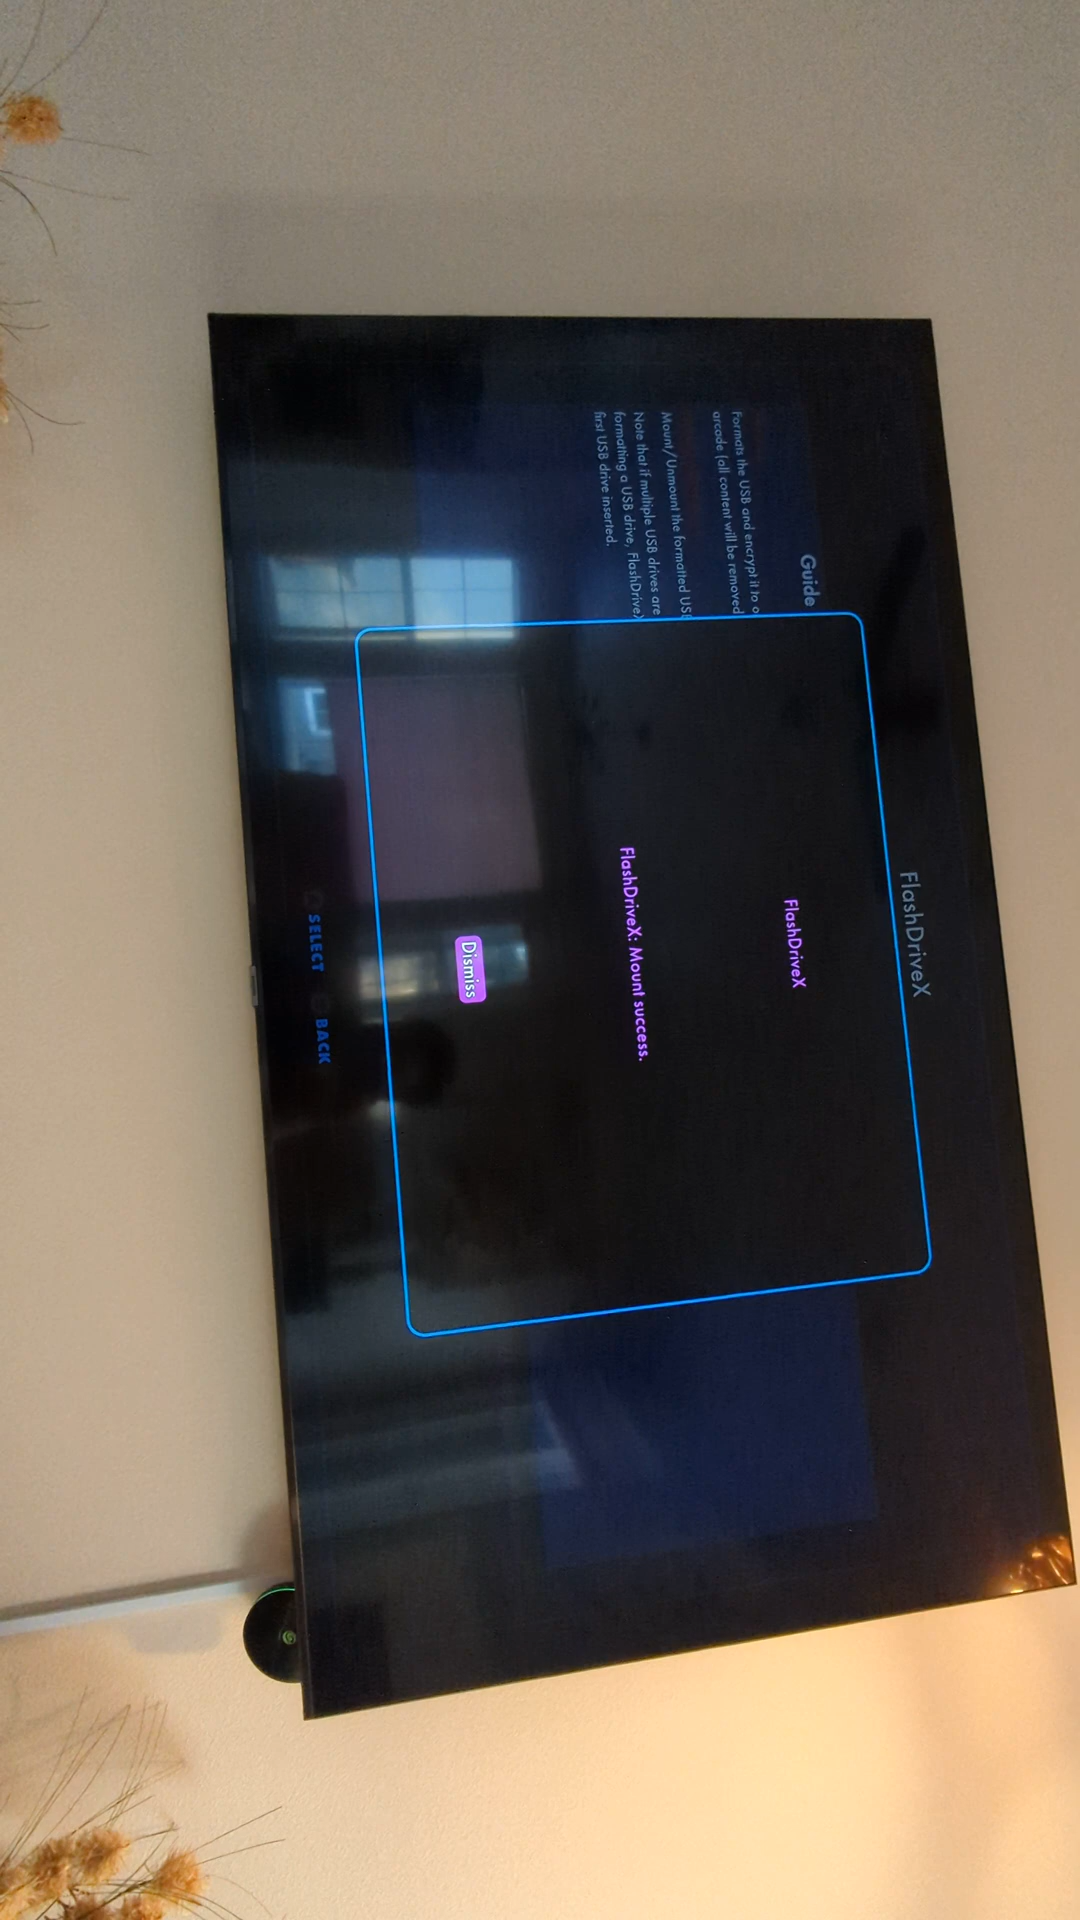 FlashDriveX
Guide
Formats the USB and encrypt it to
arcade (all content will be removed
Mount/Unmount the formatted
Note that if multiple USB drives are
formatting a USB drive,
first USB drive inserted.
FlashDriveX
FlashDriveX: Mount success.
Dismiss
SELECT
BACK